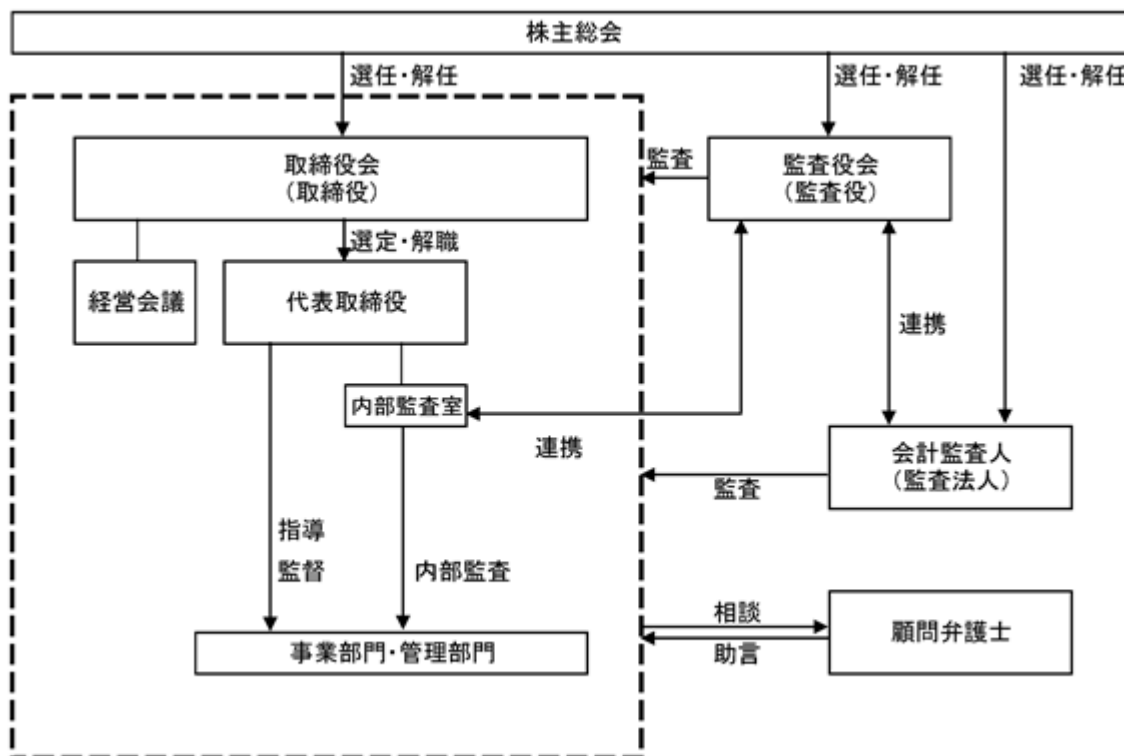 株主総会
選任・解任
選任・解任
選任・解任
取締役会
(取締役)
監査
監査役会
(監査役)
選定・解職
経営会議
代表取締役
連携
内部監査室
連携
会計監査人
(監査法人)
監査
指導
監督
内部監査
相談
助言
顧問弁護士
事業部門・管理部門